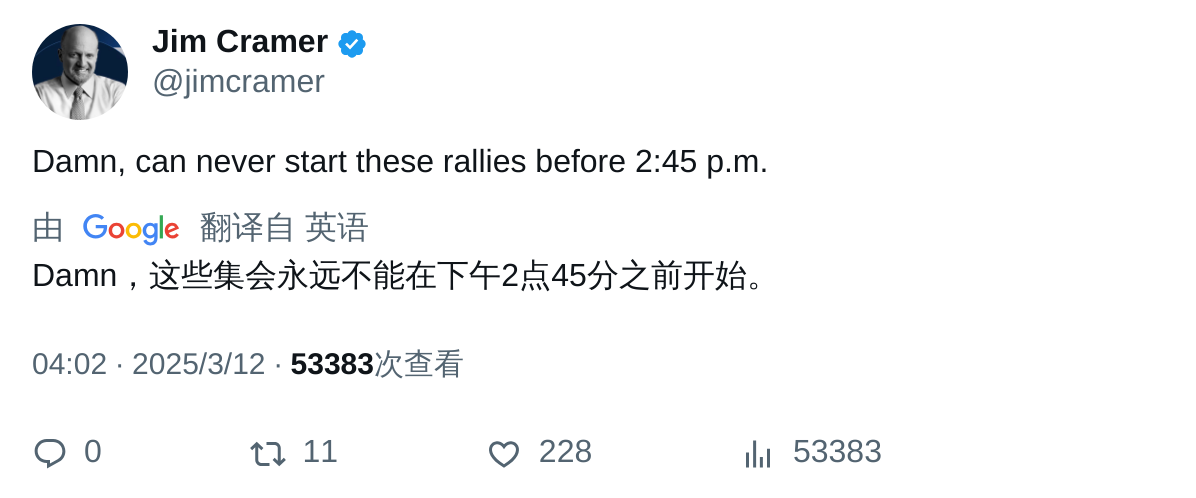 Jim Cramer
@jimcramer
Damn, can never start these rallies before 2:45 p.m.
由 Google 翻译自 英语
Damn，这些集会永远不能在下午2点45分之前开始。
04:02 · 2025/3/12 · 53383次查看
0 11 228 53383